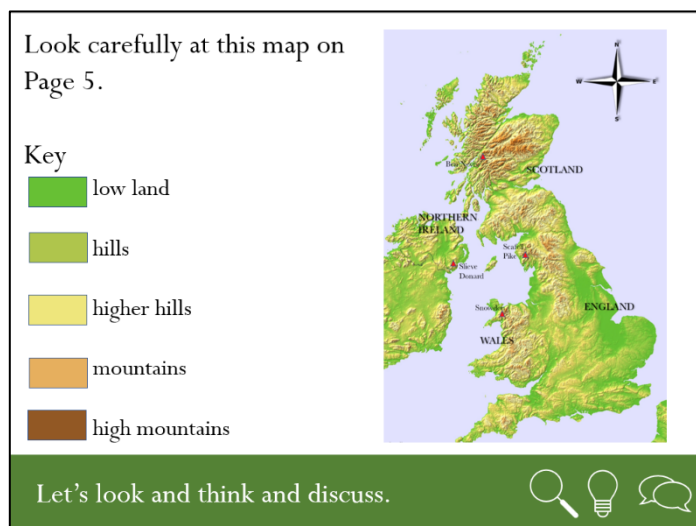 Look carefully at this map on
Page 5.
Key
low land
hills
higher hills
mountains
high mountains
N
W
E
S
Ben Nevis
SCOTLAND
NORTHERN
IRELAND
Scafell
Pike
Slieve
Donard
Snowdon
ENGLAND
WALES
Let's look and think and discuss.